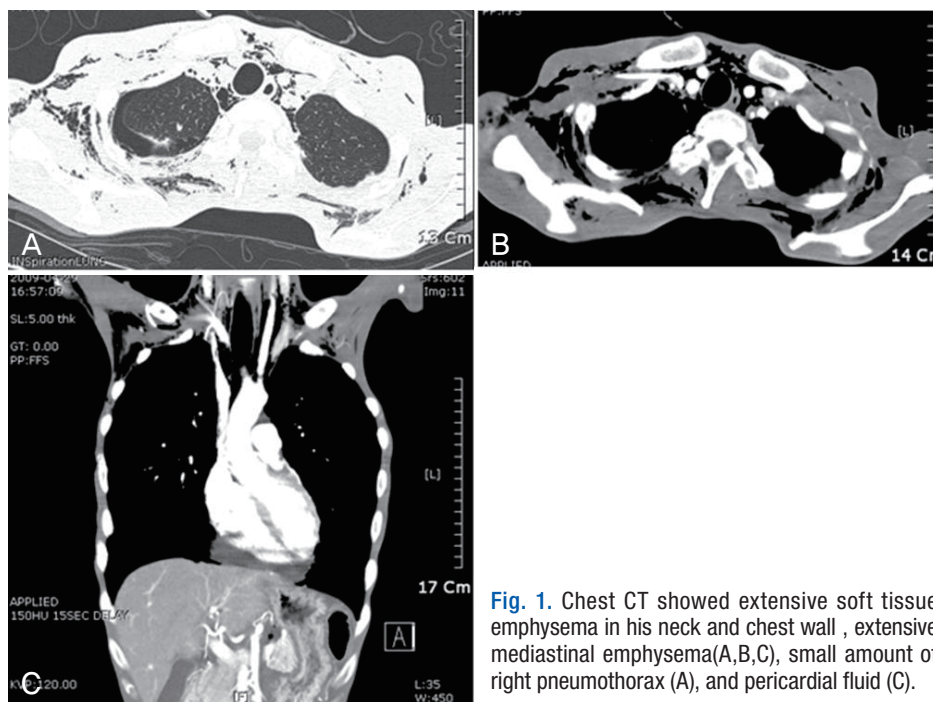 [L]
A
13 Cm
INSpirationLUNG
PP:FFS
[L]
B
14 Cm
APPLIED
16:57:09
Img:11
SL:5.00 thk
GT: 0.00
PP:FFS
[L]
17 Cm
APPLIED
150HU 15SEC DELAY
A
C
KVP:120.00
L:35
W:450
Fig. 1. Chest CT showed extensive soft tissue
emphysema in his neck and chest wall , extensive
mediastinal emphysema(A,B,C), small amount of
right pneumothorax (A), and pericardial fluid (C).